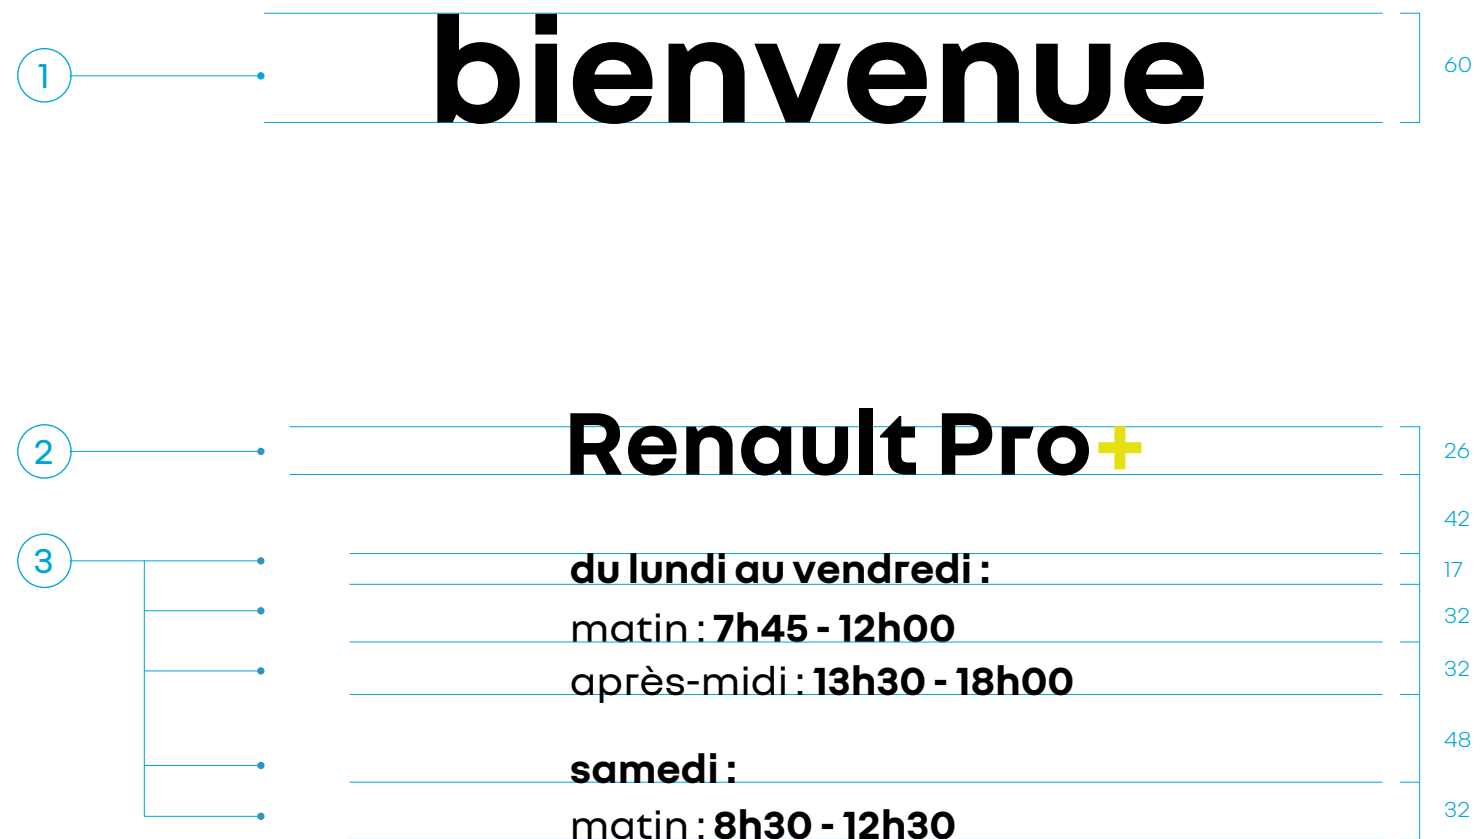 1
bienvenue
60
2
Renault Pro+
26
42
3
du lundi au vendredi :
17
matin : 7h45 - 12h00
32
après-midi : 13h30 - 18h00
32
48
samedi :
matin : 8h30 - 12h30
32